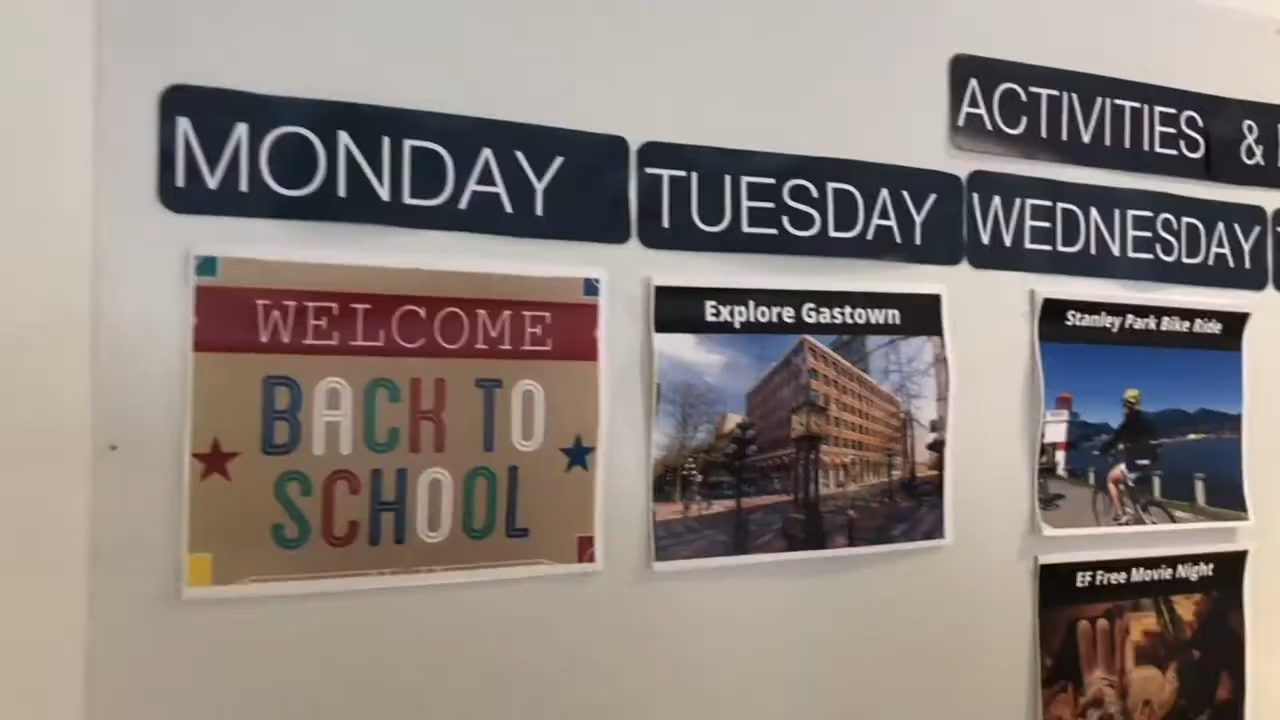 ACTIVITIES &
MONDAY
TUESDAY
WEDNESDAY
WELCOME
BACK TO
SCHOOL
Explore Gastown
Stanley Park Bike Ride
EF Free Movie Night